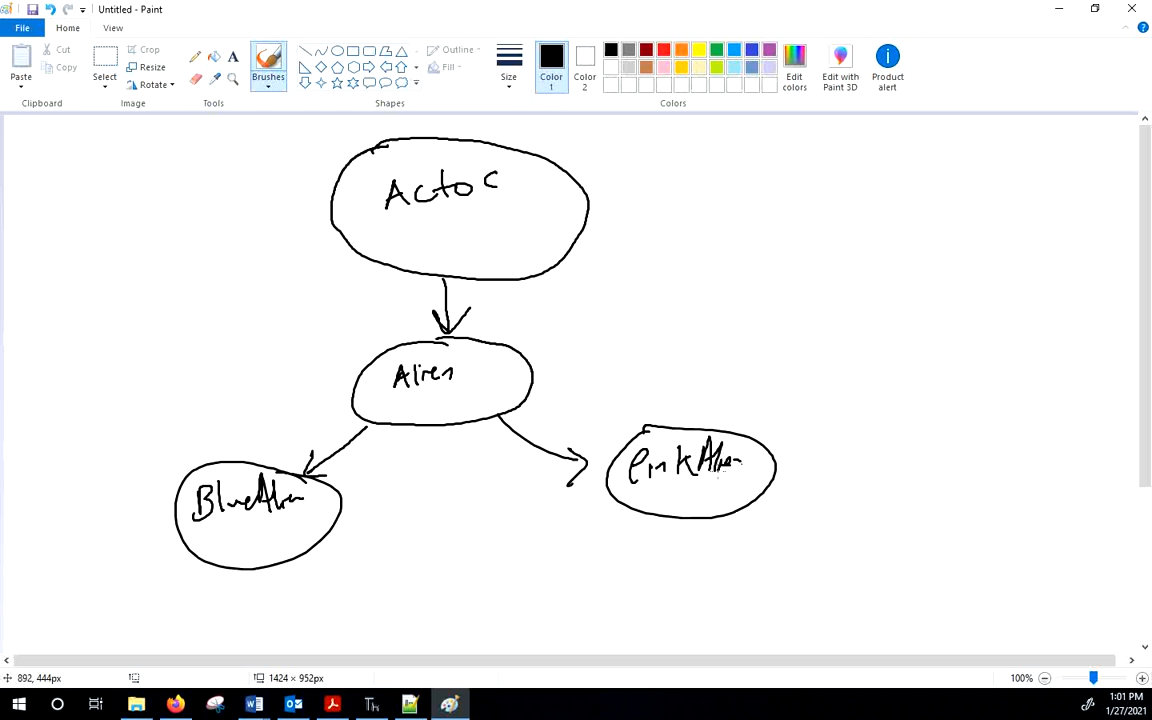 Untitled - Paint
File Home View
Paste
Cut
Copy
Clipboard
Select
Crop
Resize
Rotate
Image
Tools
Brushes
Outline
Fill
Shapes
Size
Color 1
Color 2
Edit colors
Edit with Paint 3D
Product alert
Colors
Actor
Alien
BlueAlien
PinkAlien
892, 444px
1424 × 952px
100%
1:01 PM
1/27/2021